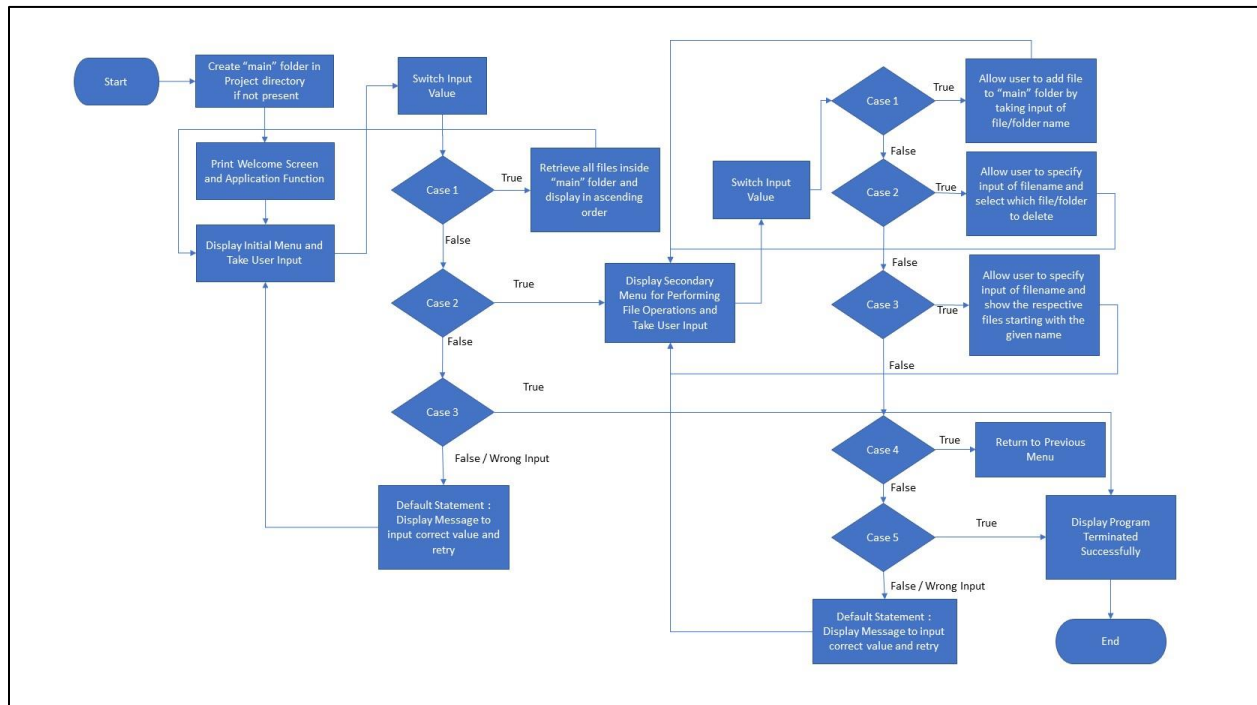 Start
Create “main” folder in
Project directory
if not present
Print Welcome Screen
and Application Function
Display Initial Menu and
Take User Input
Switch Input
Value
Case 1
True
Retrieve all files inside
“main” folder and
display in ascending
order
False
Case 2
True
False
Case 3
True
False / Wrong Input
Default Statement :
Display Message to
input correct value and
retry
Display Secondary
Menu for Performing
File Operations and
Take User Input
Switch Input
Value
Case 1
True
Allow user to add file
to “main” folder by
taking input of
file/folder name
False
Case 2
True
Allow user to specify
input of filename and
select which file/folder
to delete
False
Case 3
True
Allow user to specify
input of filename and
show the respective
files starting with the
given name
False
Case 4
True
Return to Previous
Menu
False
Case 5
True
Display Program
Terminated
Successfully
False / Wrong Input
Default Statement :
Display Message to input
correct value and retry
End